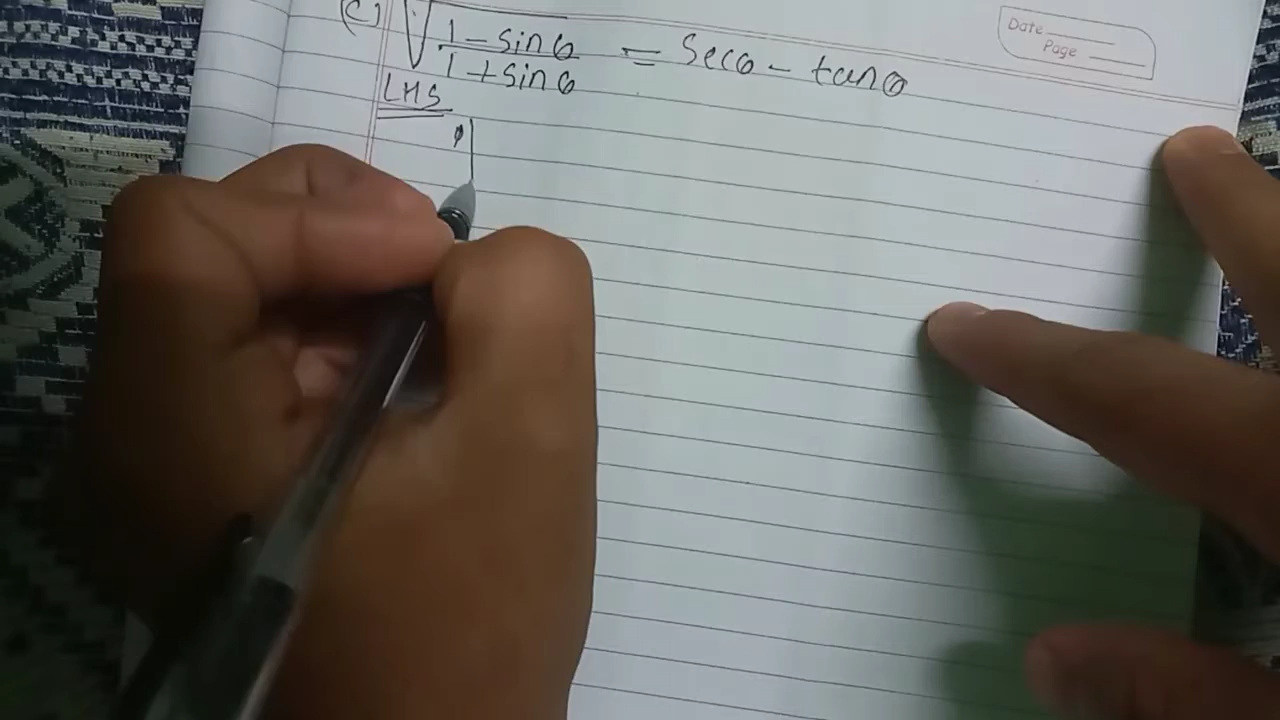 (C) √(1-sinθ / 1+sinθ) = Secθ - tanθ
LHS
Date
Page